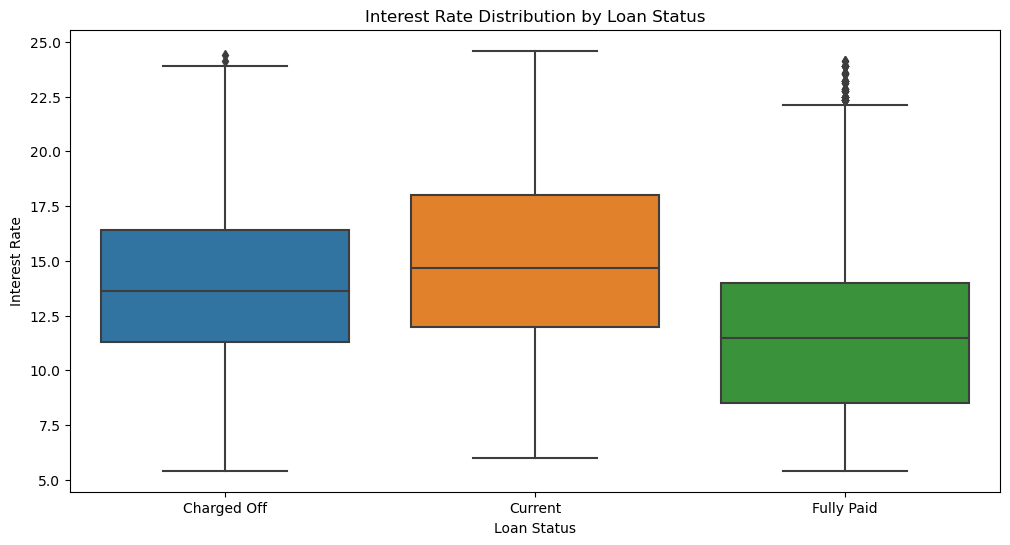 Interest Rate Distribution by Loan Status
25.0
22.5
20.0
17.5
15.0
12.5
10.0
7.5
5.0
Interest Rate
Charged Off Current Fully Paid
Loan Status